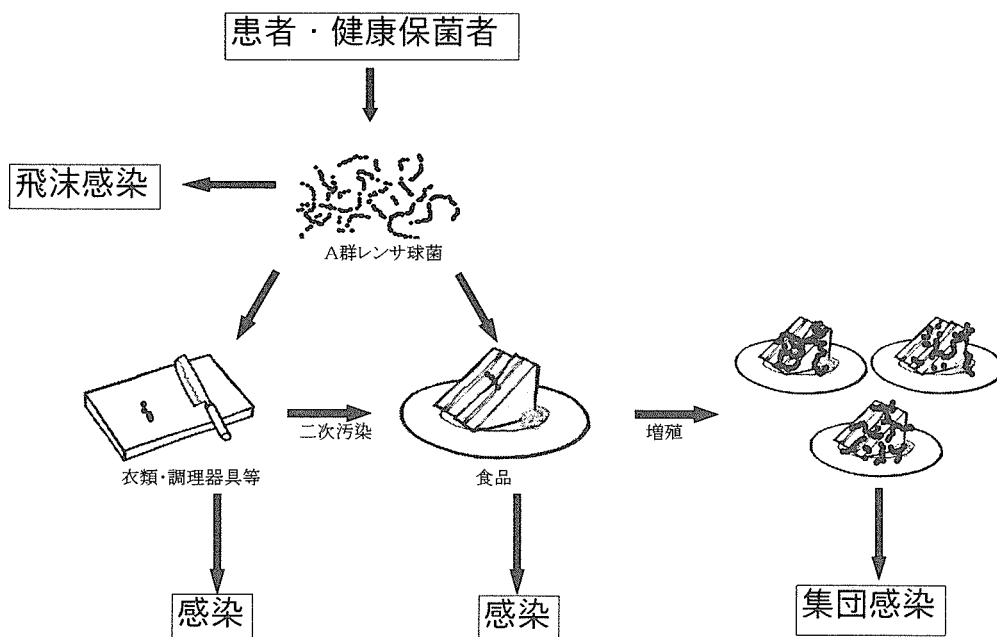 患者・健康保菌者
飛沫感染
A群レンサ球菌
衣類・調理器具等
二次汚染
食品
増殖
感染
感染
集団感染